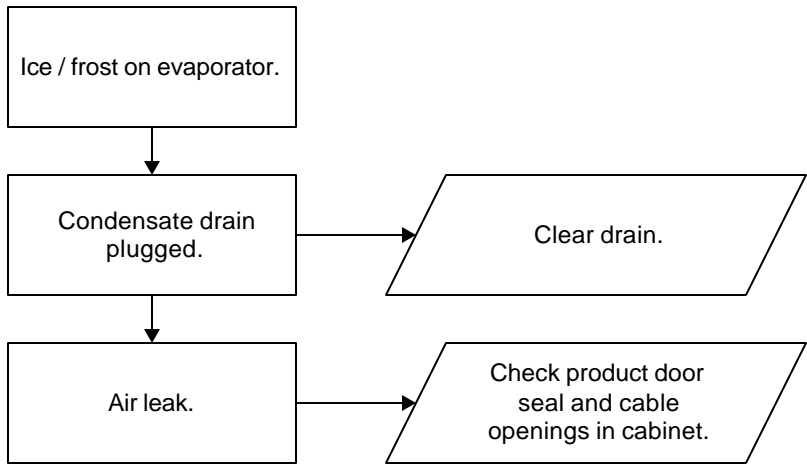 Ice / frost on evaporator.
Condensate drain
plugged.
Clear drain.
Air leak.
Check product door
seal and cable
openings in cabinet.